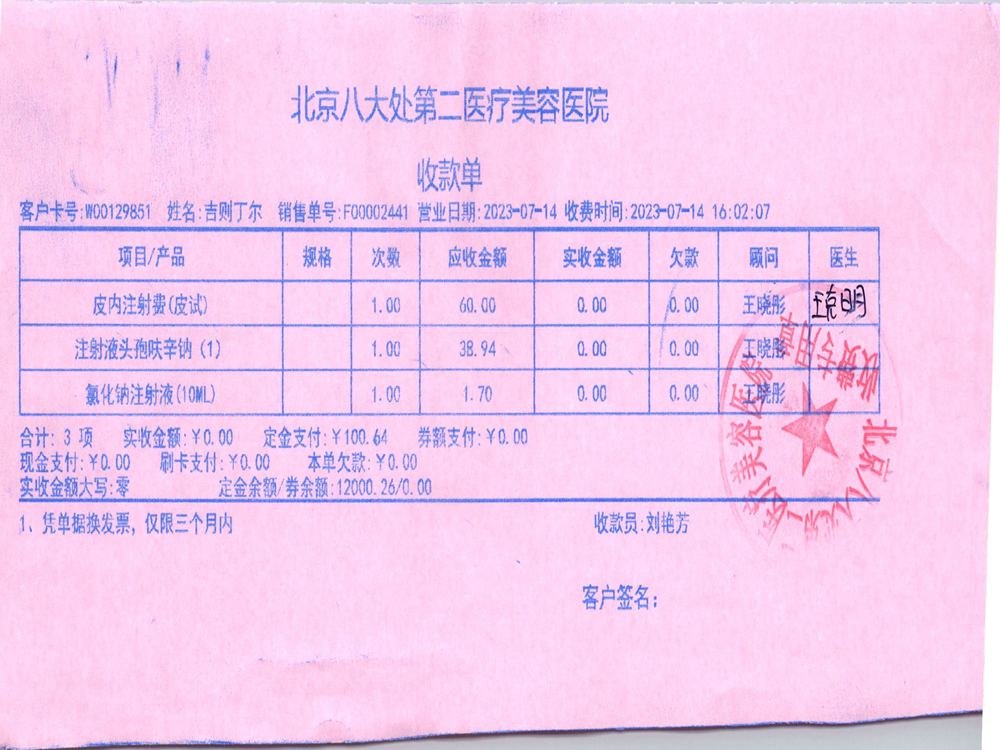 北京八大处第二医疗美容医院
收款单
客户卡号:W00129851 姓名:吉则丁尔 销售单号:F00002441 营业日期:2023-07-14 收费时间:2023-07-14 16:02:07
项目/产品 规格 次数 应收金额 实收金额 欠款 顾问 医生
皮内注射费(皮试) 1.00 60.00 0.00 0.00 王晓彤 王克明
注射液头孢呋辛钠(1) 1.00 38.94 0.00 0.00 王晓彤
氯化钠注射液(10ML) 1.00 1.70 0.00 0.00 王晓彤
合计: 3 项 实收金额:¥0.00 定金支付:¥100.64 券额支付:¥0.00
现金支付:¥0.00 刷卡支付:¥0.00 本单欠款:¥0.00
实收金额大写:零 定金余额/券余额:12000.26/0.00
1、凭单据换发票，仅限三个月内 收款员:刘艳芳
客户签名;